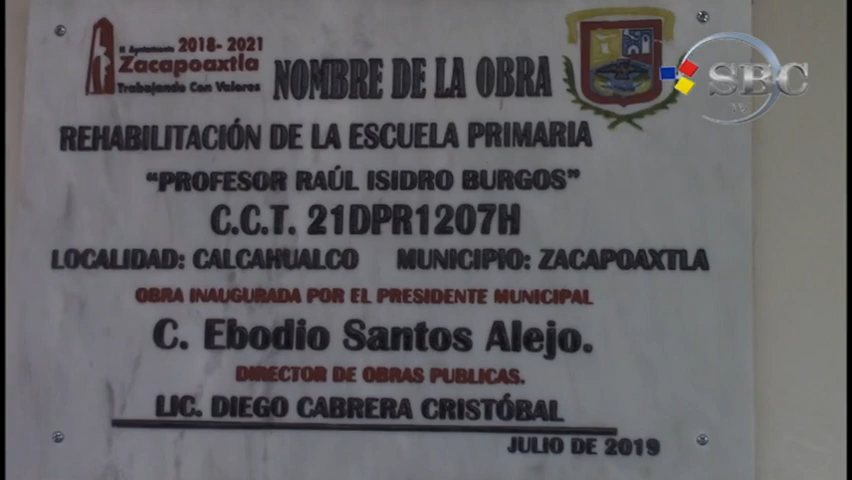 H Ayuntamiento 2018-2021
Zacapoaxtla
Trabajando Con Valores
NOMBRE DE LA OBRA
SBC
TV
REHABILITACIÓN DE LA ESCUELA PRIMARIA
"PROFESOR RAÚL ISIDRO BURGOS"
C.C.T. 21DPR1207H
LOCALIDAD: CALCAHUALCO MUNICIPIO: ZACAPOAXTLA
OBRA INAUGURADA POR EL PRESIDENTE MUNICIPAL
C. Ebodio Santos Alejo.
DIRECTOR DE OBRAS PUBLICAS.
LIC. DIEGO CABRERA CRISTÓBAL
JULIO DE 2019